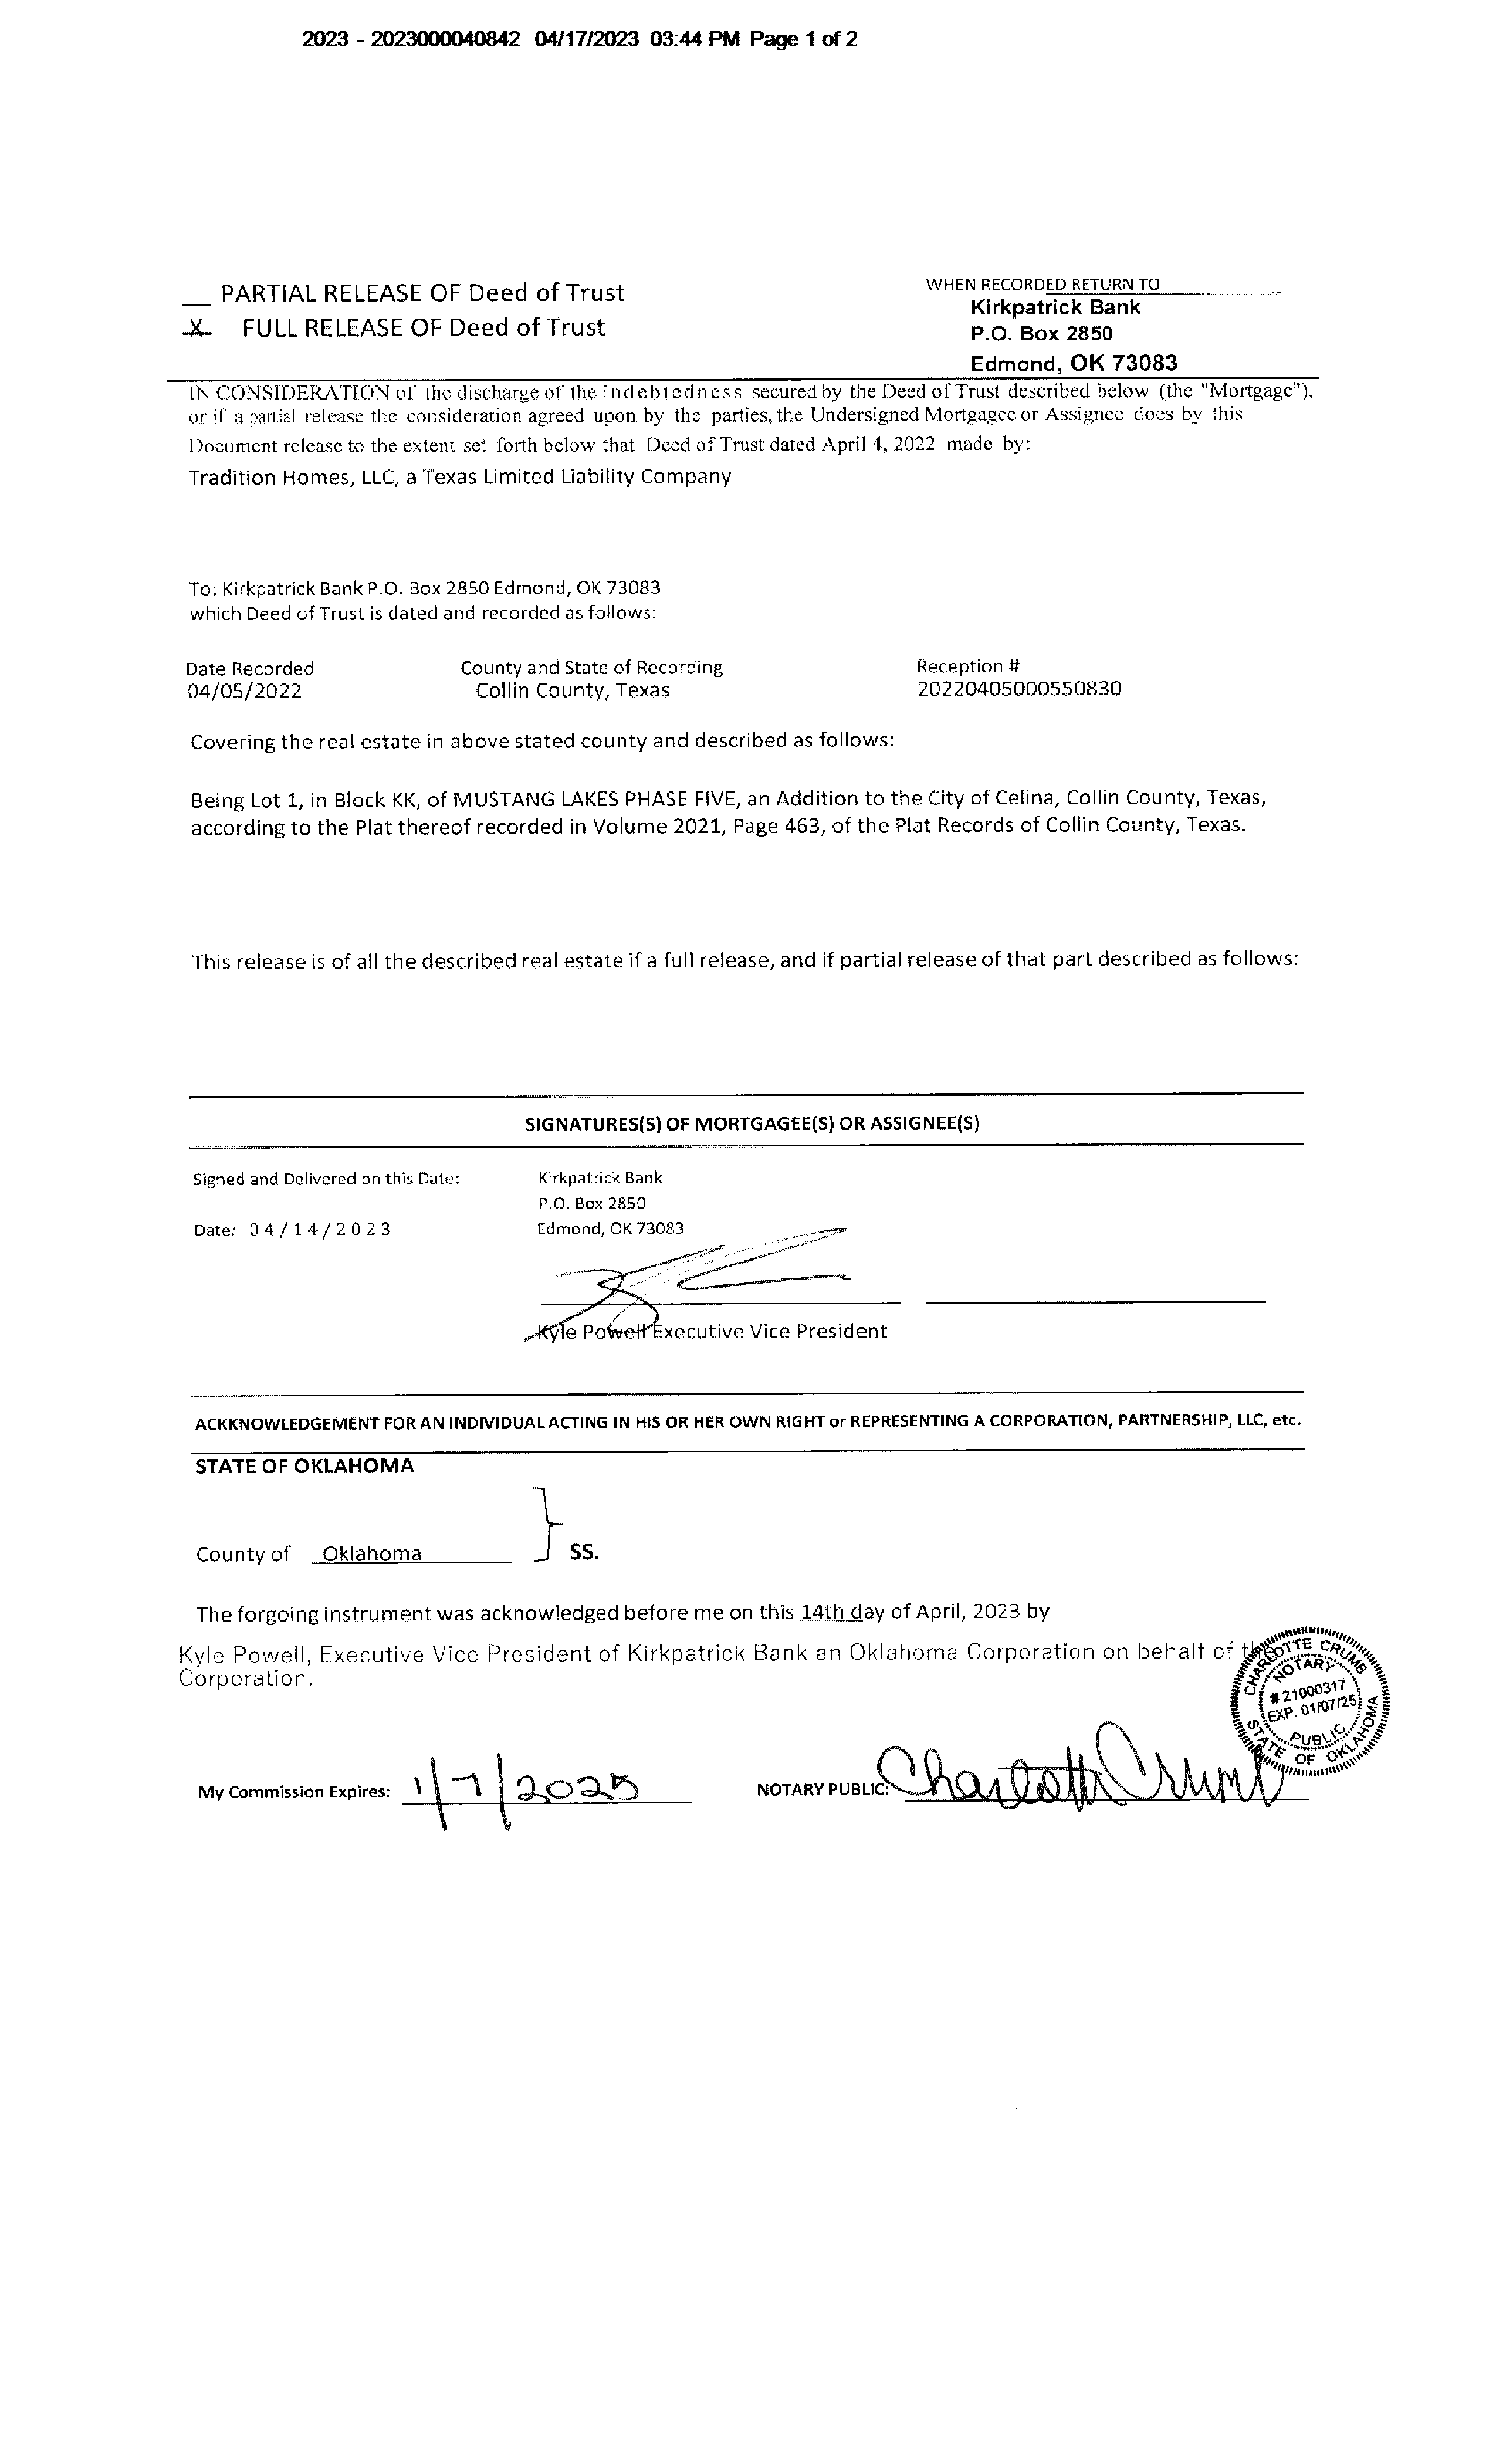 2023 - 2023000040842 04/17/2023 03:44 PM Page 1 of 2
__ PARTIAL RELEASE OF Deed of Trust
X FULL RELEASE OF Deed of Trust
WHEN RECORDED RETURN TO
Kirkpatrick Bank
P.O. Box 2850
Edmond, OK 73083
IN CONSIDERATION of the discharge of the indebtedness secured by the Deed of Trust described below (the "Mortgage"),
or if a partial release the consideration agreed upon by the parties, the Undersigned Mortgagee or Assignee does by this
Document release to the extent set forth below that Deed of Trust dated April 4, 2022 made by:
Tradition Homes, LLC, a Texas Limited Liability Company
To: Kirkpatrick Bank P.O. Box 2850 Edmond, OK 73083
which Deed of Trust is dated and recorded as follows:
Date Recorded County and State of Recording Reception #
04/05/2022 Collin County, Texas 20220405000550830
Covering the real estate in above stated county and described as follows:
Being Lot 1, in Block KK, of MUSTANG LAKES PHASE FIVE, an Addition to the City of Celina, Collin County, Texas,
according to the Plat thereof recorded in Volume 2021, Page 463, of the Plat Records of Collin County, Texas.
This release is of all the described real estate if a full release, and if partial release of that part described as follows:
SIGNATURES(S) OF MORTGAGEE(S) OR ASSIGNEE(S)
Signed and Delivered on this Date:
Date: 04/14/2023
Kirkpatrick Bank
P.O. Box 2850
Edmond, OK 73083
Kyle Powell Executive Vice President
ACKKNOWLEDGEMENT FOR AN INDIVIDUAL ACTING IN HIS OR HER OWN RIGHT or REPRESENTING A CORPORATION, PARTNERSHIP, LLC, etc.
STATE OF OKLAHOMA
County of Oklahoma } SS.
The forgoing instrument was acknowledged before me on this 14th day of April, 2023 by
Kyle Powell, Executive Vice President of Kirkpatrick Bank an Oklahoma Corporation on behalf of the
Corporation.
CHARLOTTE CRUMB
NOTARY
# 21000317
EXP. 01/07/25
PUBLIC
STATE OF OKLAHOMA
My Commission Expires: 1/7/2025
NOTARY PUBLIC: Charlotte Crumb